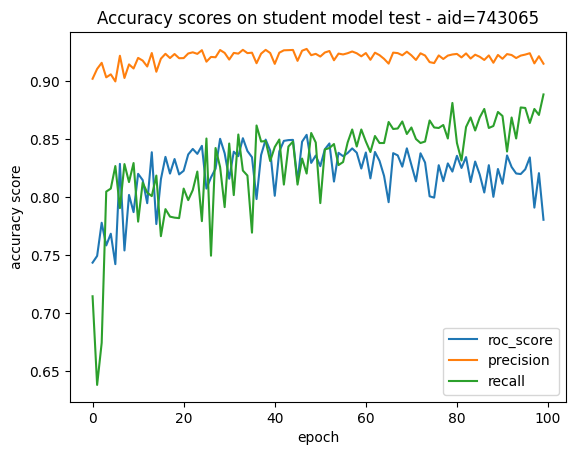 Accuracy scores on student model test - aid=743065
accuracy score
0.90
0.85
0.80
0.75
0.70
0.65
0
20
40
60
80
100
epoch
roc_score
precision
recall